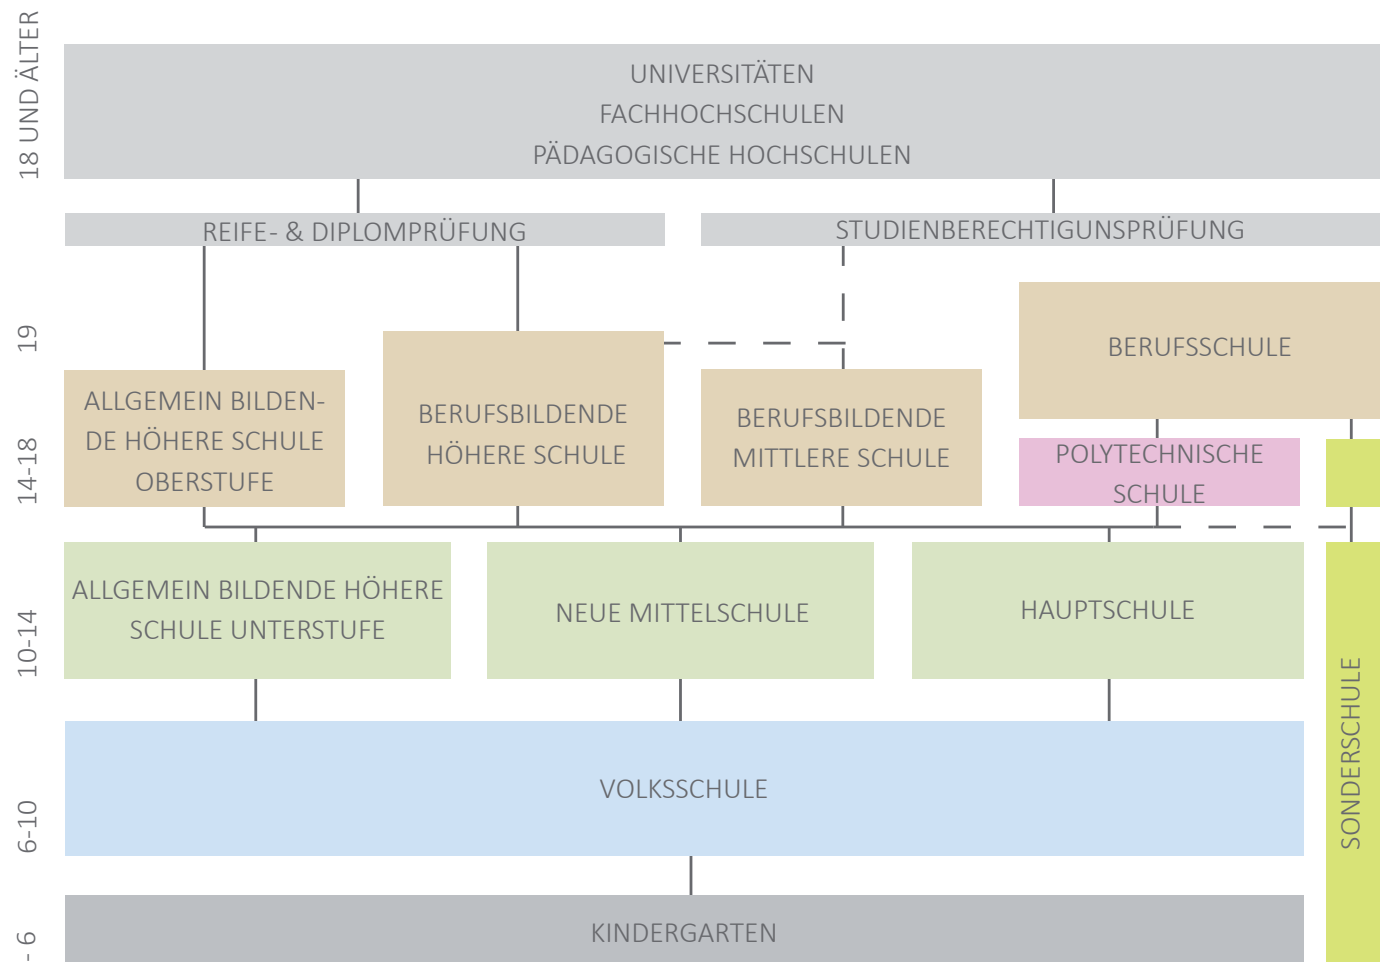 18 UND ÄLTER
UNIVERSITÄTEN
FACHHOCHSCHULEN
PÄDAGOGISCHE HOCHSCHULEN
REIFE- & DIPLOMPRÜFUNG
STUDIENBERECHTIGUNSPRÜFUNG
19
BERUFSSCHULE
ALLGEMEIN BILDEN-
DE HÖHERE SCHULE
OBERSTUFE
BERUFSBILDENDE
HÖHERE SCHULE
BERUFSBILDENDE
MITTLERE SCHULE
14-18
POLYTECHNISCHE
SCHULE
10-14
ALLGEMEIN BILDENDE HÖHERE
SCHULE UNTERSTUFE
NEUE MITTELSCHULE
HAUPTSCHULE
SONDERSCHULE
6-10
VOLKSSCHULE
- 6
KINDERGARTEN